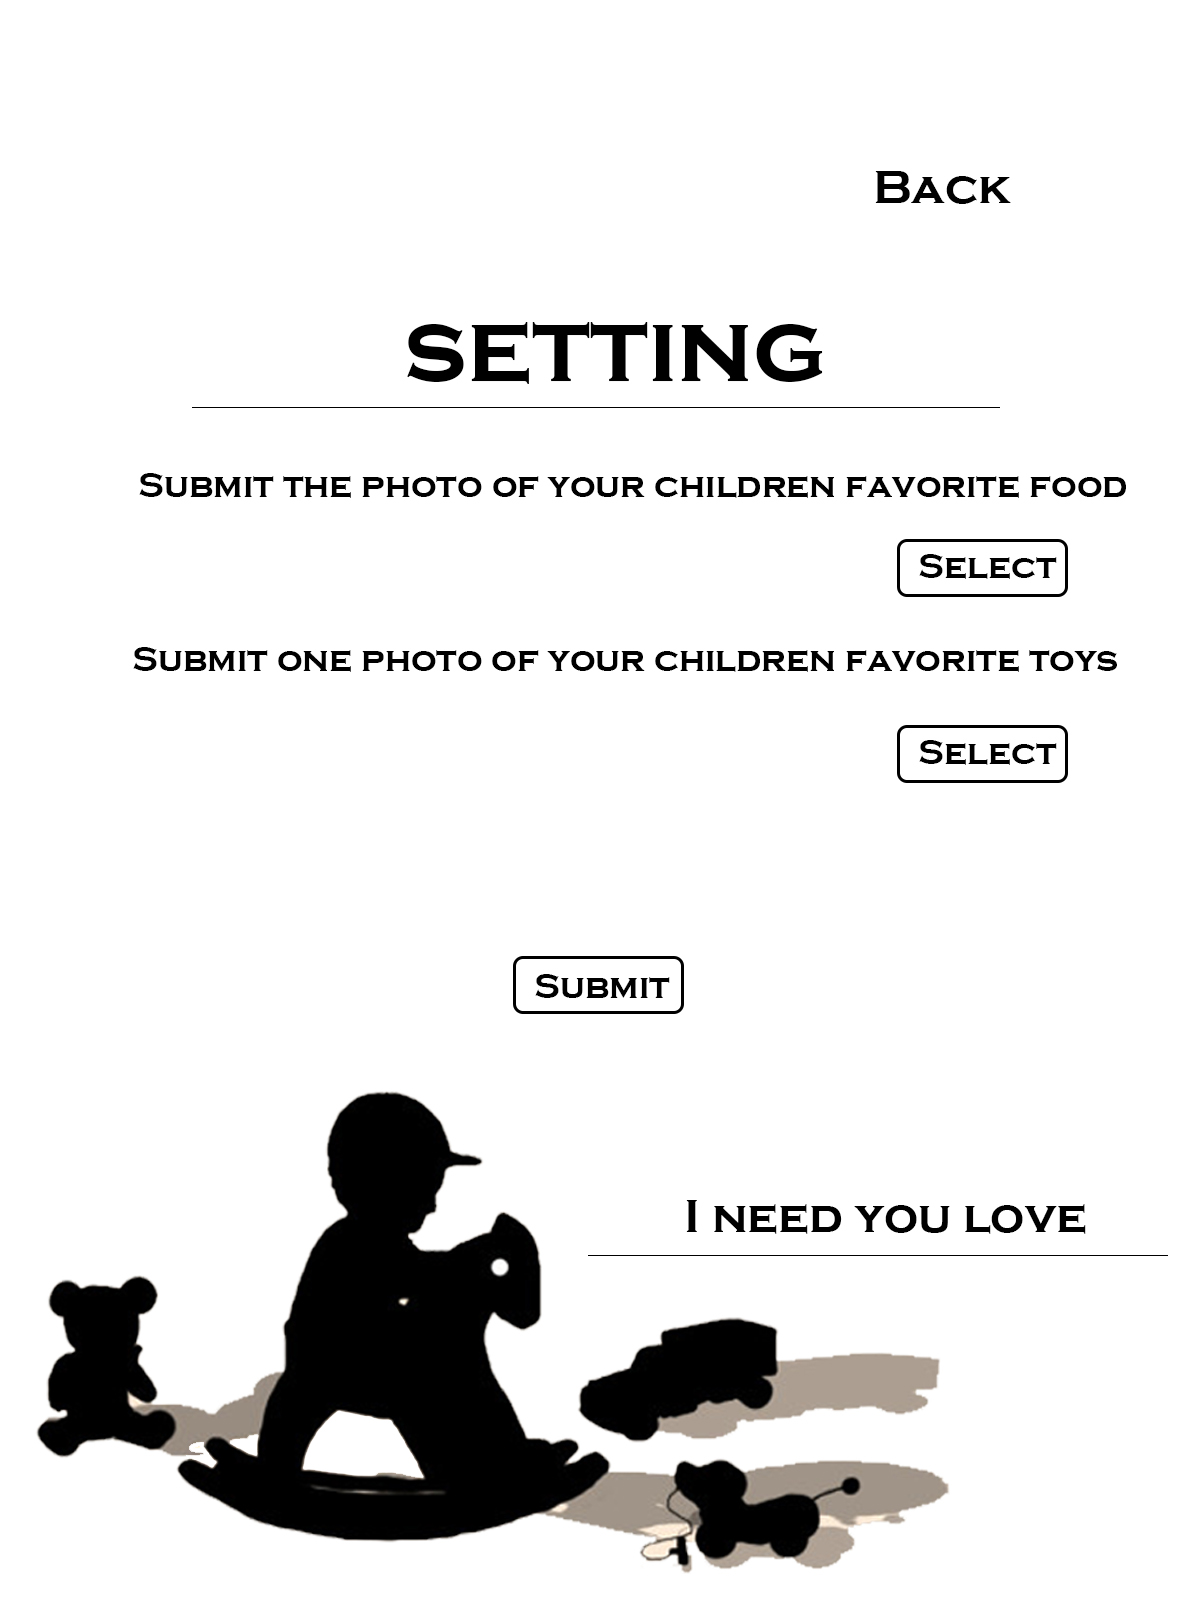 Back
SETTING
Submit the photo of your children favorite food
Select
Submit one photo of your children favorite toys
Select
Submit
I need you love